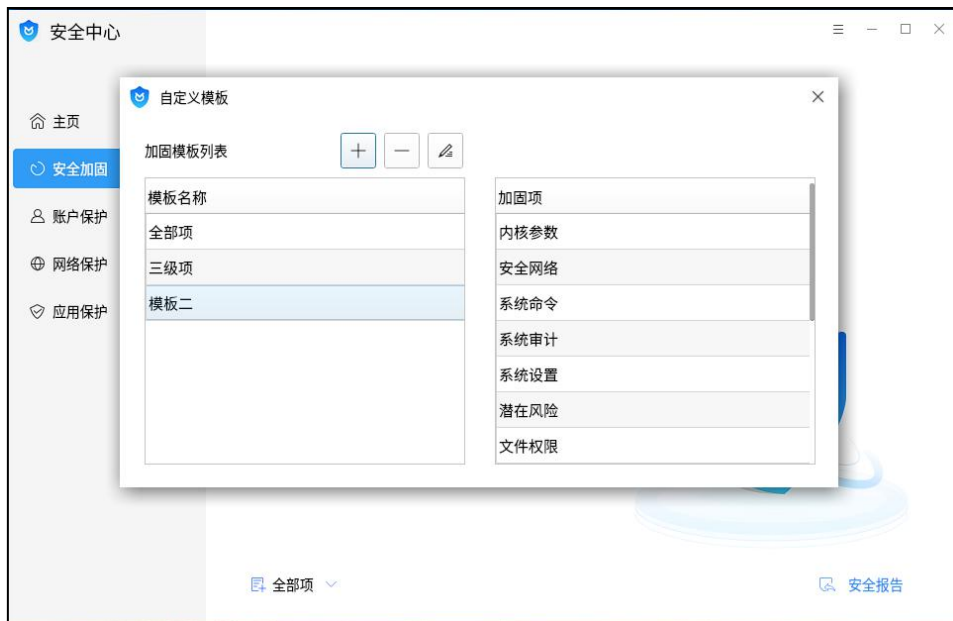 安全中心
主页
安全加固
账户保护
网络保护
应用保护
自定义模板
加固模板列表
模板名称
全部项
三级项
模板二
加固项
内核参数
安全网络
系统命令
系统审计
系统设置
潜在风险
文件权限
全部项
安全报告